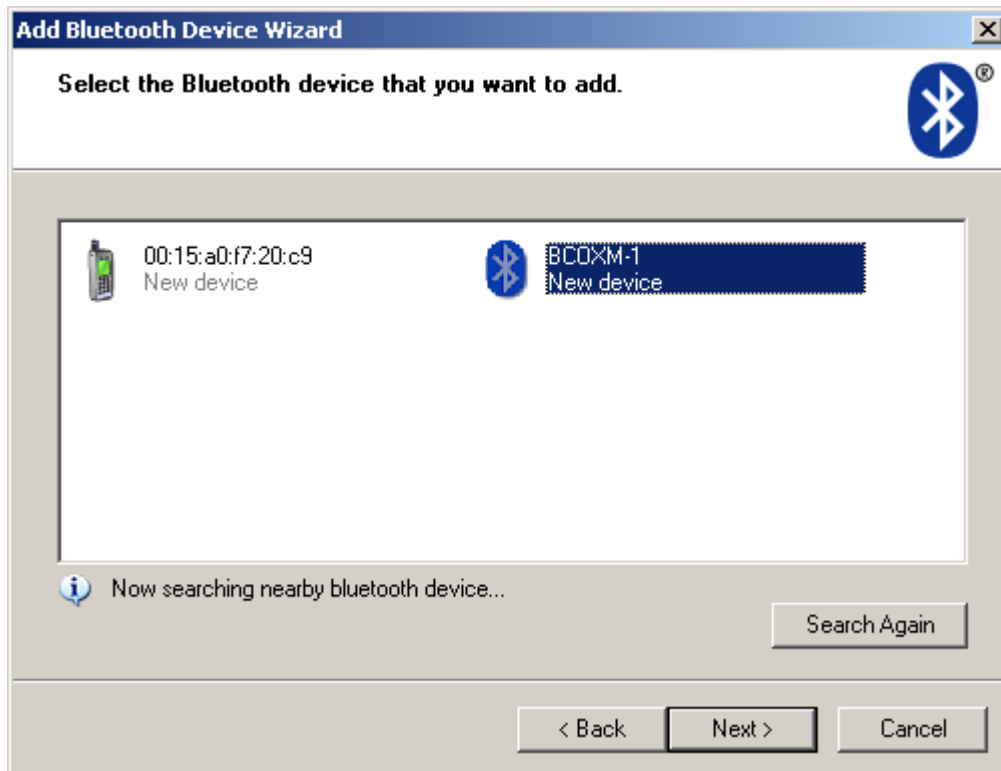 Add Bluetooth Device Wizard
Select the Bluetooth device that you want to add.
®
00:15:a0:f7:20:c9
New device
BCOXM-1
New device
Now searching nearby bluetooth device...
Search Again
< Back
Next >
Cancel